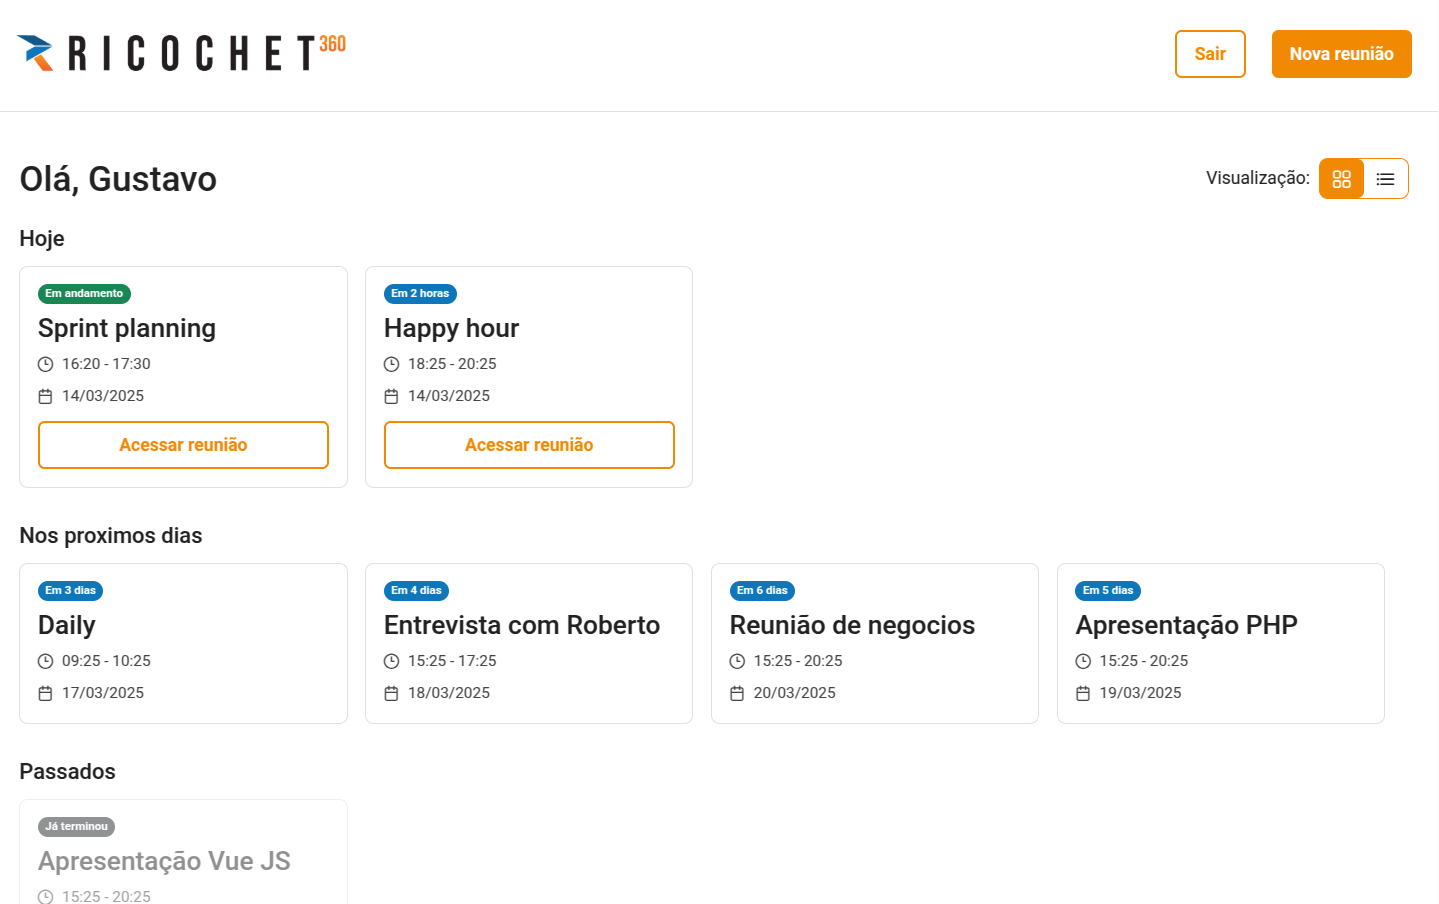 RICOCHET 360
Sair
Nova reunião
Olá, Gustavo
Visualização:
Hoje
Em andamento
Sprint planning
16:20 - 17:30
14/03/2025
Acessar reunião
Em 2 horas
Happy hour
18:25 - 20:25
14/03/2025
Acessar reunião
Nos proximos dias
Em 3 dias
Daily
09:25 - 10:25
17/03/2025
Em 4 dias
Entrevista com Roberto
15:25 - 17:25
18/03/2025
Em 6 dias
Reunião de negocios
15:25 - 20:25
20/03/2025
Em 5 dias
Apresentação PHP
15:25 - 20:25
19/03/2025
Passados
Já terminou
Apresentação Vue JS
15:25 - 20:25